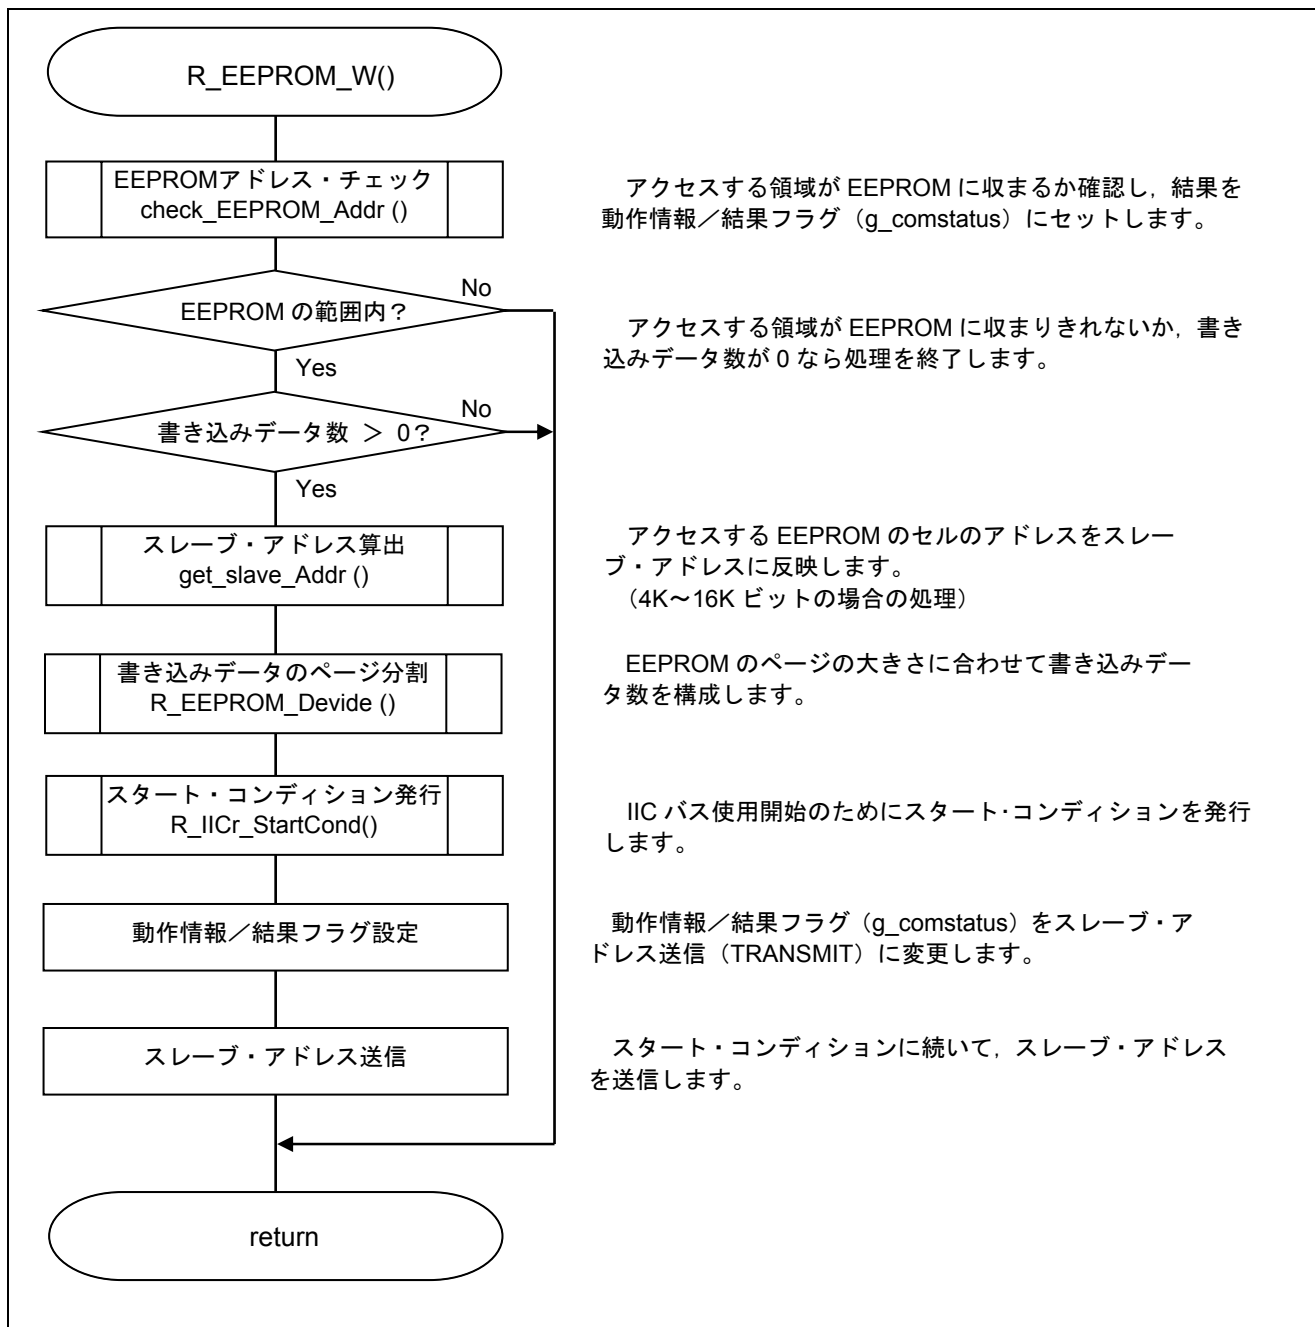 R_EEPROM_W()
EEPROMアドレス・チェック
check_EEPROM_Addr ()
アクセスする領域が EEPROM に収まるか確認し，結果を
動作情報／結果フラグ（g_comstatus）にセットします。
No
EEPROM の範囲内？
アクセスする領域が EEPROM に収まりきれないか，書き
込みデータ数が 0 なら処理を終了します。
Yes
No
書き込みデータ数 ＞ 0？
Yes
スレーブ・アドレス算出
get_slave_Addr ()
アクセスする EEPROM のセルのアドレスをスレー
ブ・アドレスに反映します。
（4K～16K ビットの場合の処理）
書き込みデータのページ分割
R_EEPROM_Devide ()
EEPROM のページの大きさに合わせて書き込みデー
タ数を構成します。
スタート・コンディション発行
R_IICr_StartCond()
IIC バス使用開始のためにスタート・コンディションを発行
します。
動作情報／結果フラグ設定
動作情報／結果フラグ（g_comstatus）をスレーブ・ア
ドレス送信（TRANSMIT）に変更します。
スレーブ・アドレス送信
スタート・コンディションに続いて，スレーブ・アドレス
を送信します。
return